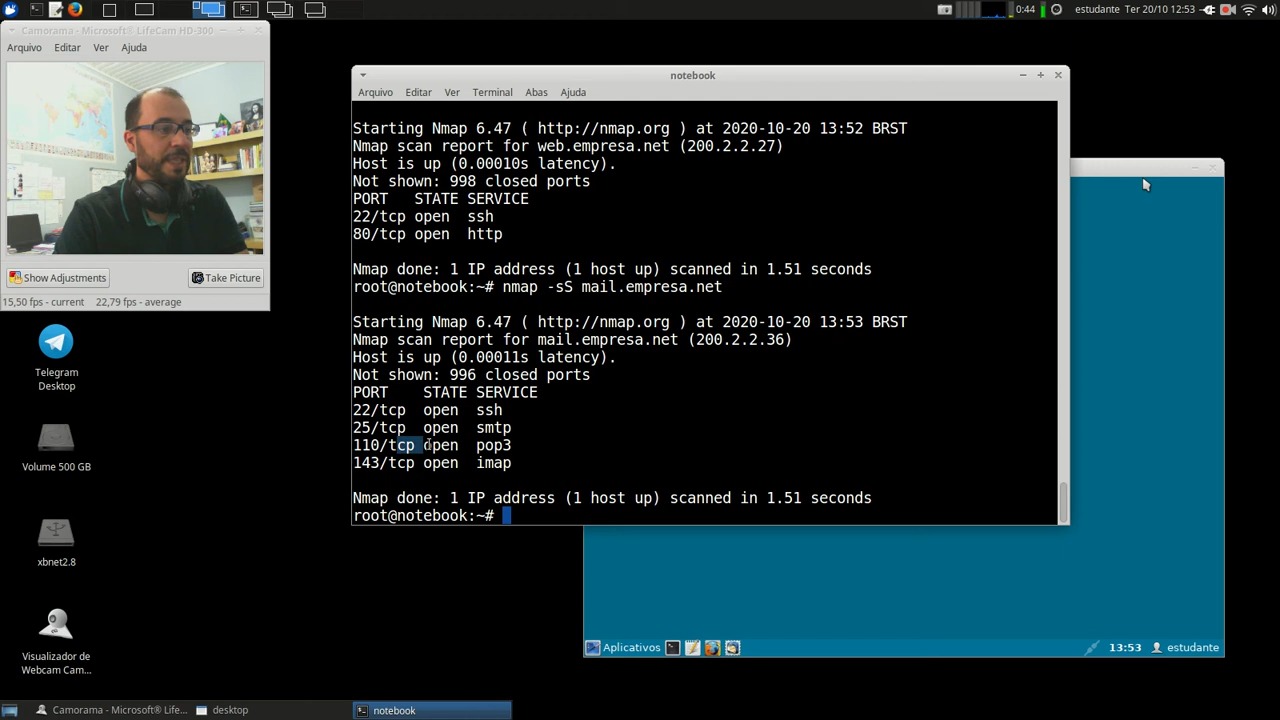 0:44
estudante Ter 20/10 12:53
Camorama - Microsoft® LifeCam HD-300
Arquivo Editar Ver Ajuda
Show Adjustments
Take Picture
15,50 fps - current 22,79 fps - average
Telegram
Desktop
Volume 500 GB
xbnet2.8
Visualizador de
Webcam Cam...
notebook
Arquivo Editar Ver Terminal Abas Ajuda
Starting Nmap 6.47 ( http://nmap.org ) at 2020-10-20 13:52 BRST
Nmap scan report for web.empresa.net (200.2.2.27)
Host is up (0.00010s latency).
Not shown: 998 closed ports
PORT STATE SERVICE
22/tcp open ssh
80/tcp open http
Nmap done: 1 IP address (1 host up) scanned in 1.51 seconds
root@notebook:~# nmap -sS mail.empresa.net
Starting Nmap 6.47 ( http://nmap.org ) at 2020-10-20 13:53 BRST
Nmap scan report for mail.empresa.net (200.2.2.36)
Host is up (0.00011s latency).
Not shown: 996 closed ports
PORT STATE SERVICE
22/tcp open ssh
25/tcp open smtp
110/tcp open pop3
143/tcp open imap
Nmap done: 1 IP address (1 host up) scanned in 1.51 seconds
root@notebook:~#
Aplicativos
13:53
estudante
Camorama - Microsoft® Life...
desktop
notebook